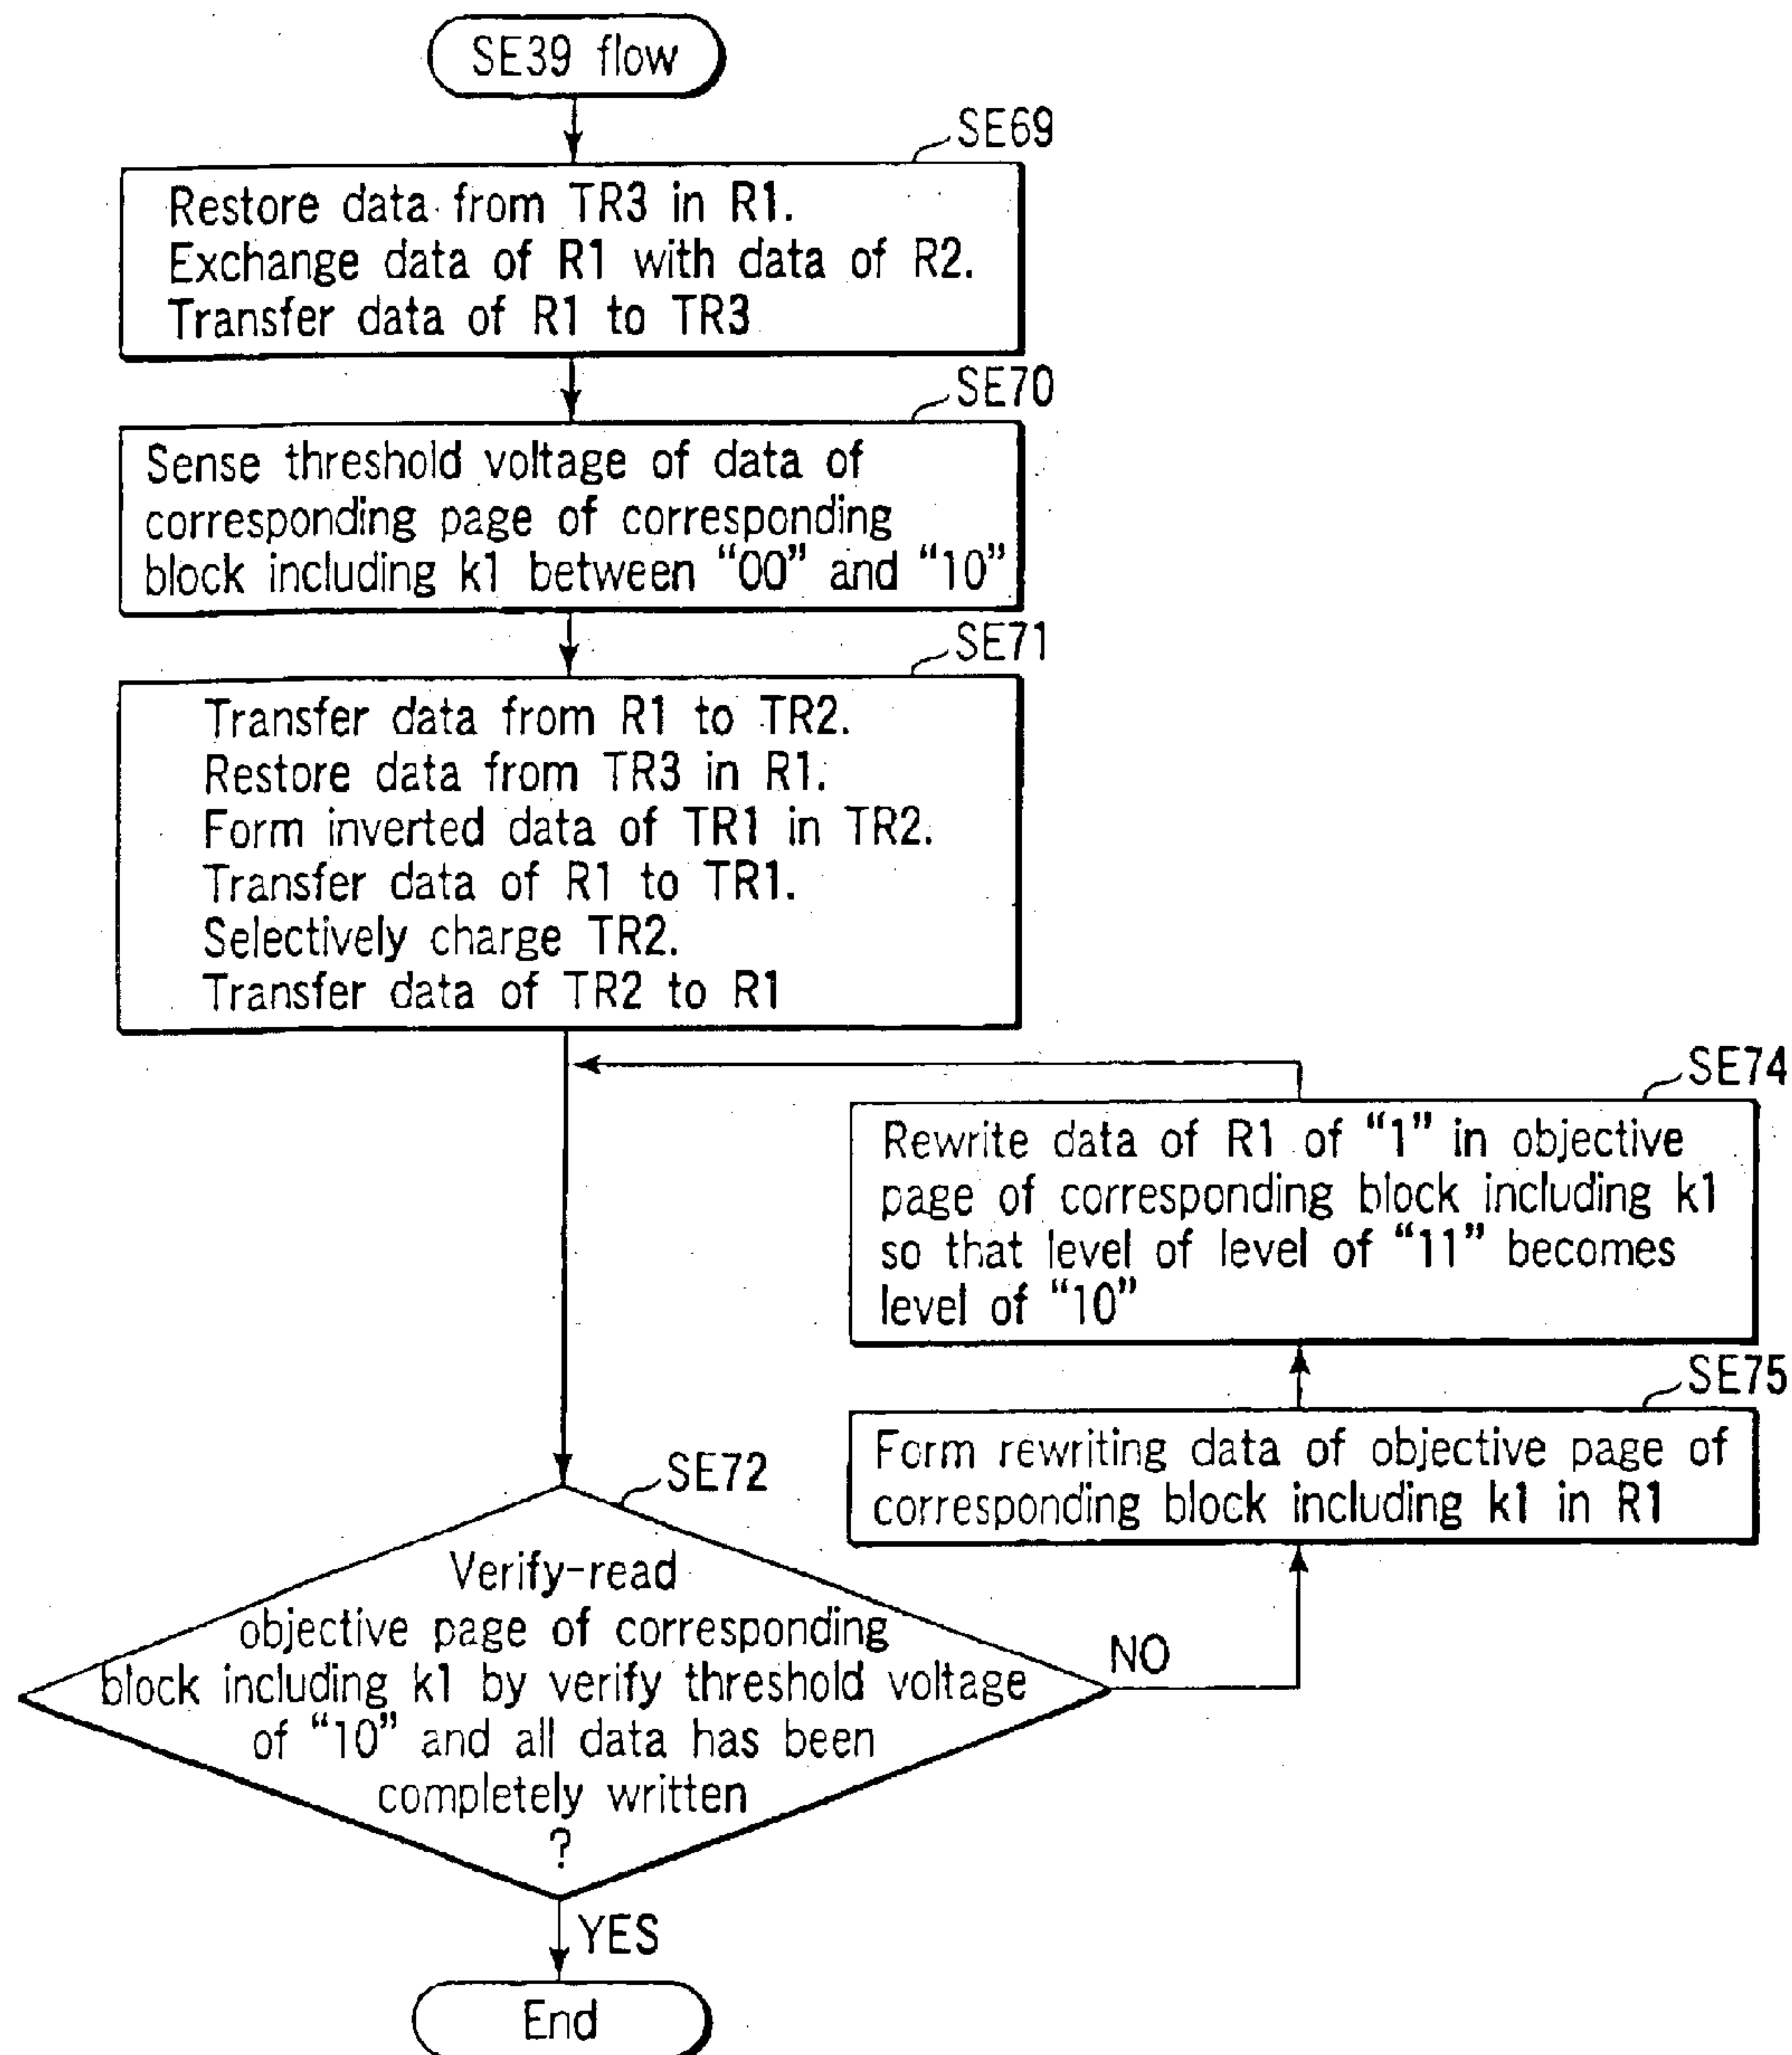 SE39 flow
SE69
Restore data from TR3 in R1.
Exchange data of R1 with data of R2.
Transfer data of R1 to TR3
SE70
Sense threshold voltage of data of
corresponding page of corresponding
block including k1 between “00” and “10”
SE71
Transfer data from R1 to TR2.
Restore data from TR3 in R1.
Form inverted data of TR1 in TR2.
Transfer data of R1 to TR1.
Selectively charge TR2.
Transfer data of TR2 to R1
SE74
Rewrite data of R1 of “1” in objective
page of corresponding block including k1
so that level of level of “11” becomes
level of “10”
SE75
Form rewriting data of objective page of
corresponding block including k1 in R1
SE72
Verify-read
objective page of corresponding
block including k1 by verify threshold voltage
of “10” and all data has been
completely written
?
NO
YES
End